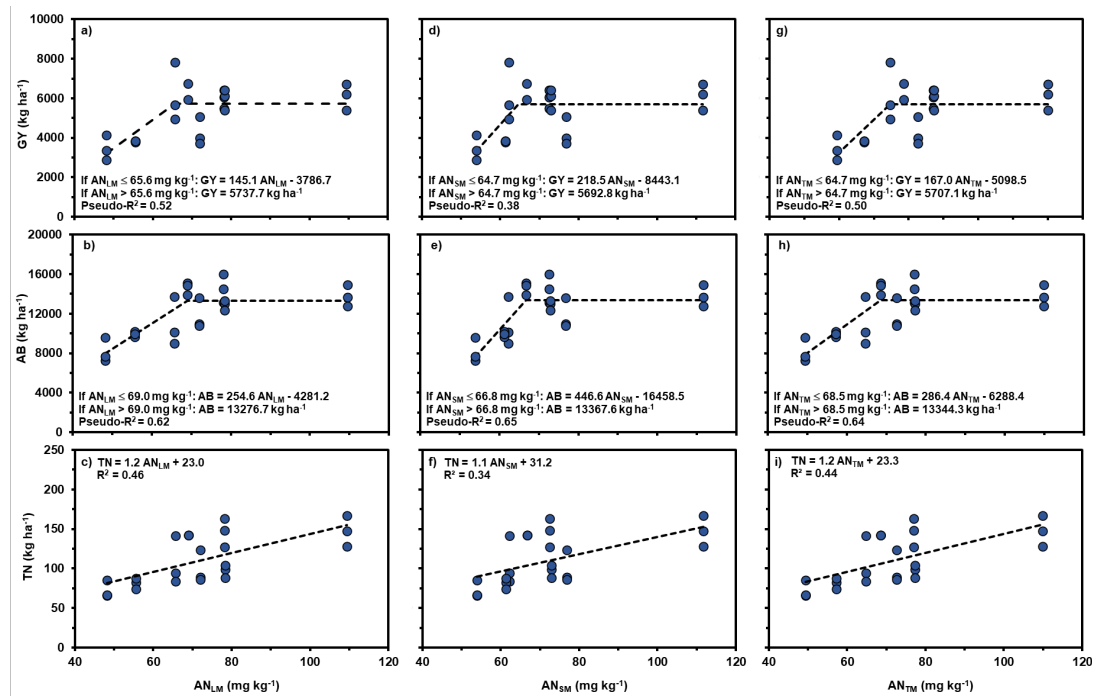 a)
If AN_LM ≤ 65.6 mg kg⁻¹: GY = 145.1 AN_LM - 3786.7
If AN_LM > 65.6 mg kg⁻¹: GY = 5737.7 kg ha⁻¹
Pseudo-R² = 0.52
d)
If AN_SM ≤ 64.7 mg kg⁻¹: GY = 218.5 AN_SM - 8443.1
If AN_SM > 64.7 mg kg⁻¹: GY = 5692.8 kg ha⁻¹
Pseudo-R² = 0.38
g)
If AN_TM ≤ 64.7 mg kg⁻¹: GY = 167.0 AN_TM - 5098.5
If AN_TM > 64.7 mg kg⁻¹: GY = 5707.1 kg ha⁻¹
Pseudo-R² = 0.50
GY (kg ha⁻¹)
10000
8000
6000
4000
2000
0
b)
If AN_LM ≤ 69.0 mg kg⁻¹: AB = 254.6 AN_LM - 4281.2
If AN_LM > 69.0 mg kg⁻¹: AB = 13276.7 kg ha⁻¹
Pseudo-R² = 0.62
e)
If AN_SM ≤ 66.8 mg kg⁻¹: AB = 446.6 AN_SM - 16458.5
If AN_SM > 66.8 mg kg⁻¹: AB = 13367.6 kg ha⁻¹
Pseudo-R² = 0.65
h)
If AN_TM ≤ 68.5 mg kg⁻¹: AB = 286.4 AN_TM - 6288.4
If AN_TM > 68.5 mg kg⁻¹: AB = 13344.3 kg ha⁻¹
Pseudo-R² = 0.64
AB (kg ha⁻¹)
20000
16000
12000
8000
4000
0
c) TN = 1.2 AN_LM + 23.0
R² = 0.46
f) TN = 1.1 AN_SM + 31.2
R² = 0.34
i) TN = 1.2 AN_TM + 23.3
R² = 0.44
TN (kg ha⁻¹)
250
200
150
100
50
0
40 60 80 100 120
40 60 80 100 120
40 60 80 100 120
AN_LM (mg kg⁻¹)
AN_SM (mg kg⁻¹)
AN_TM (mg kg⁻¹)